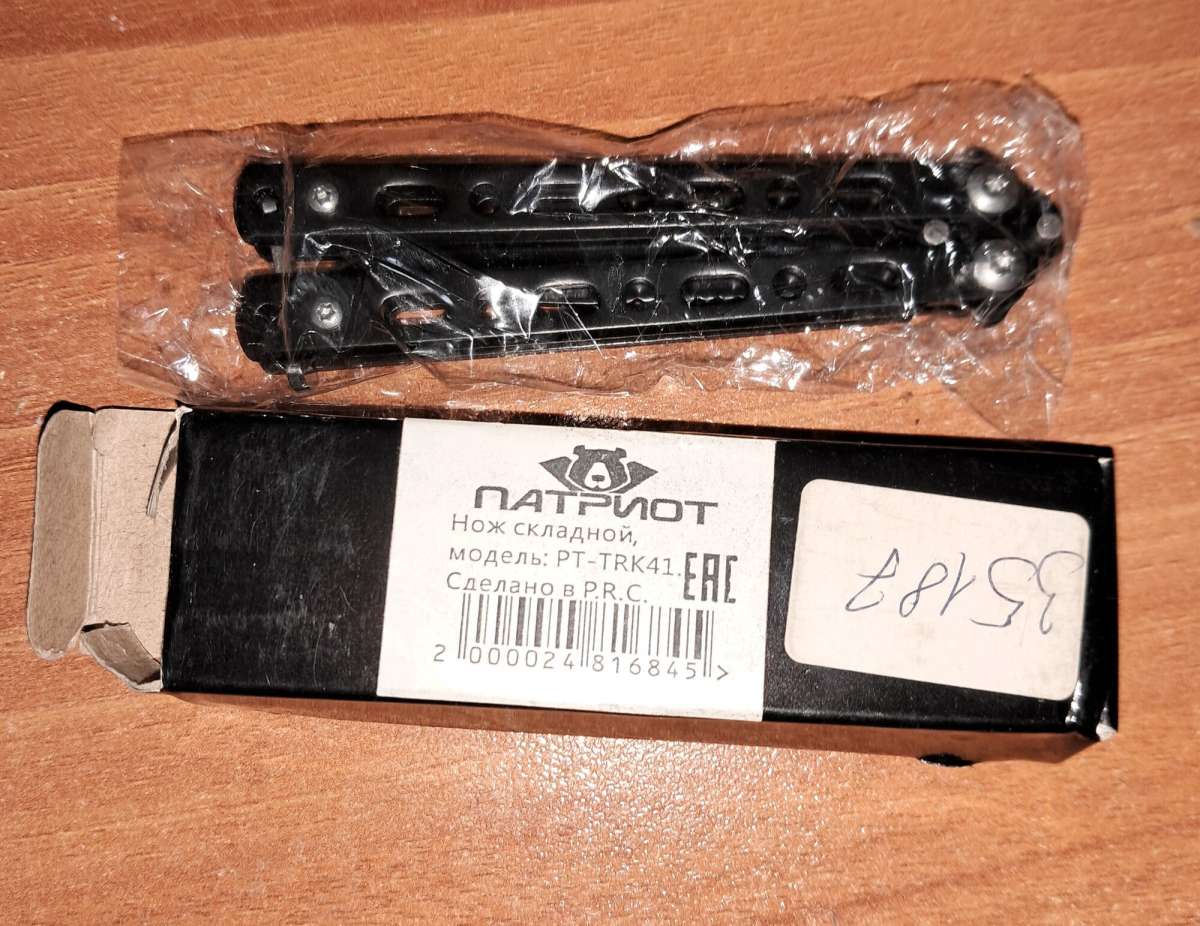 ПАТРИОТ
Нож складной,
модель: PT-TRK41.
Сделано в P.R.C.
EAC
2 000024 816845 >
35187